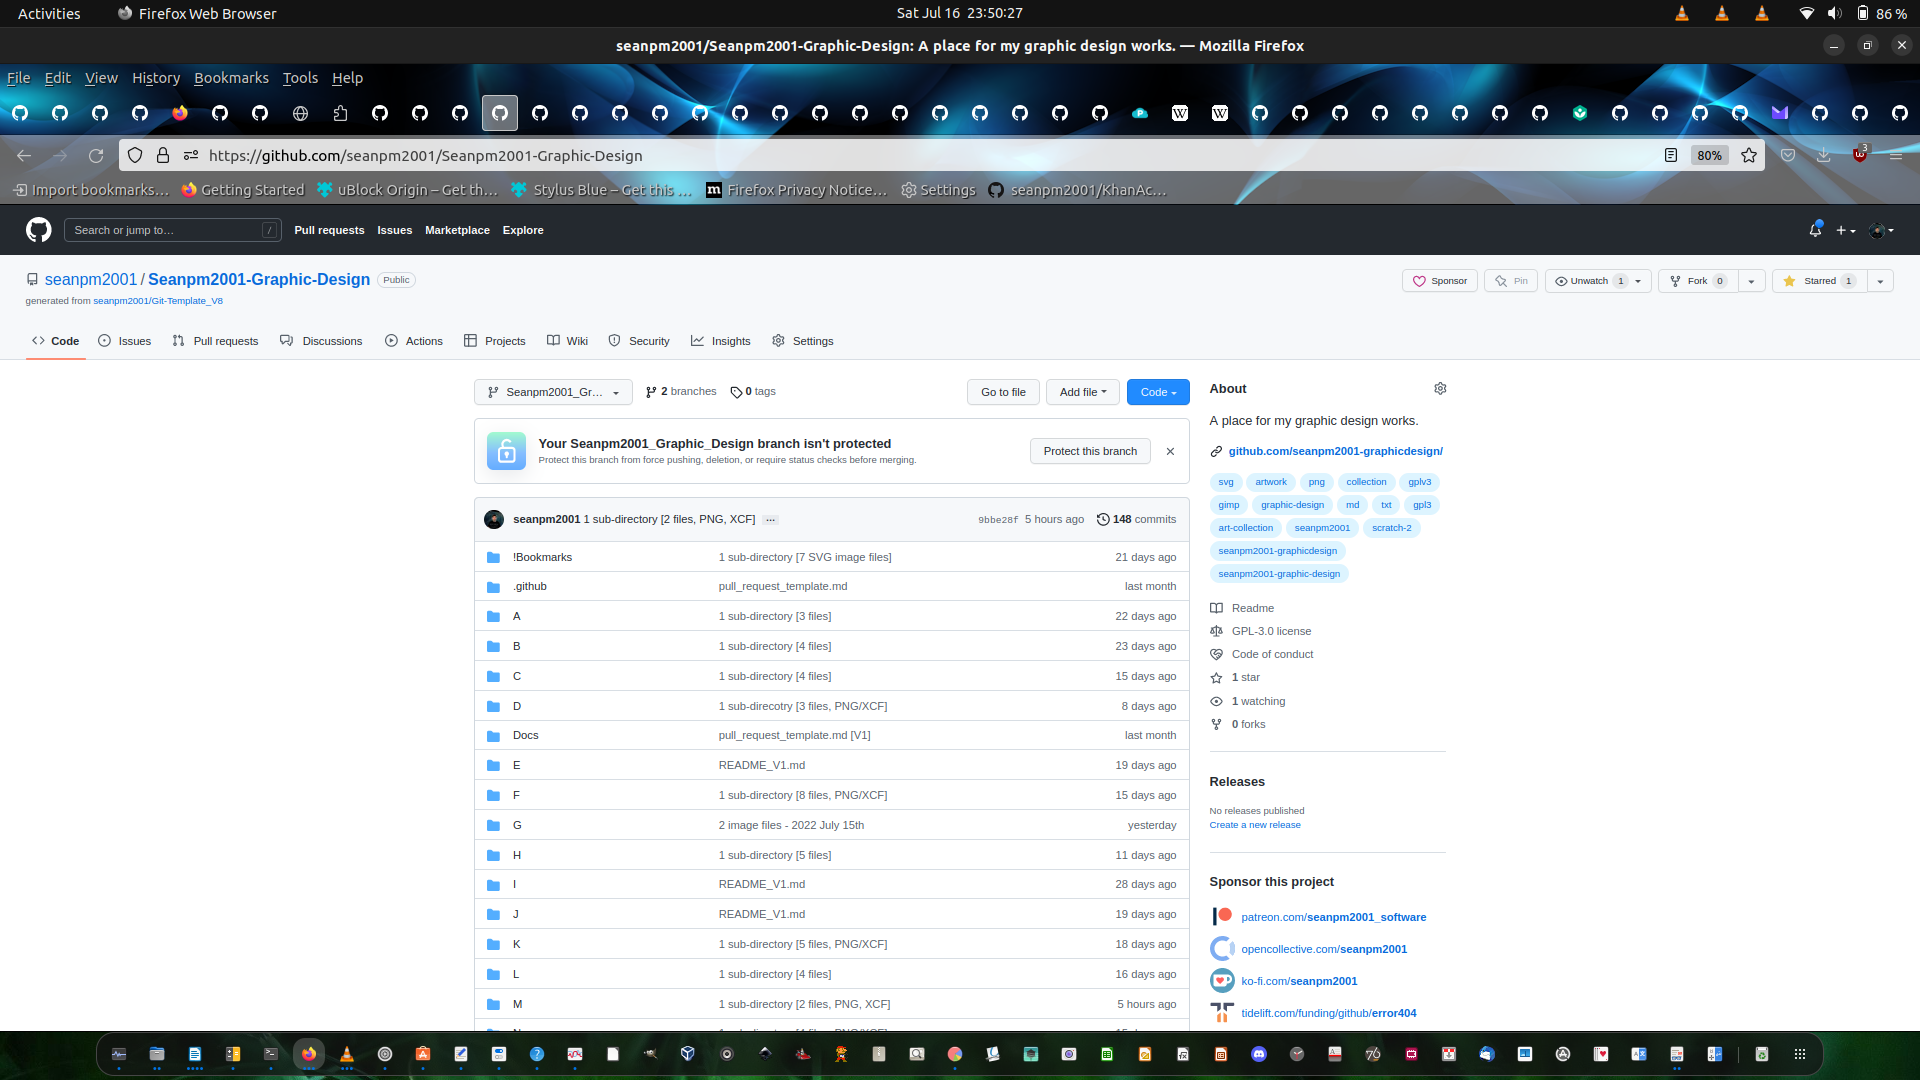 Activities
Firefox Web Browser
Sat Jul 16  23:50:27
86 %
seanpm2001/Seanpm2001-Graphic-Design: A place for my graphic design works. — Mozilla Firefox
File Edit View History Bookmarks Tools Help
https://github.com/seanpm2001/Seanpm2001-Graphic-Design
80%
3
Import bookmarks…
Getting Started
uBlock Origin – Get th…
Stylus Blue – Get this …
Firefox Privacy Notice…
Settings
seanpm2001/KhanAc…
Search or jump to…
/
Pull requests Issues Marketplace Explore
seanpm2001 / Seanpm2001-Graphic-Design Public
generated from seanpm2001/Git-Template_V8
Sponsor
Pin
Unwatch 1
Fork 0
Starred 1
Code
Issues
Pull requests
Discussions
Actions
Projects
Wiki
Security
Insights
Settings
Seanpm2001_Gr…
2 branches
0 tags
Go to file
Add file
Code
Your Seanpm2001_Graphic_Design branch isn't protected
Protect this branch from force pushing, deletion, or require status checks before merging.
Protect this branch
seanpm2001 1 sub-directory [2 files, PNG, XCF] …
9bbe28f 5 hours ago
148 commits
!Bookmarks 1 sub-directory [7 SVG image files] 21 days ago
.github pull_request_template.md last month
A 1 sub-directory [3 files] 22 days ago
B 1 sub-directory [4 files] 23 days ago
C 1 sub-directory [4 files] 15 days ago
D 1 sub-direcotry [3 files, PNG/XCF] 8 days ago
Docs pull_request_template.md [V1] last month
E README_V1.md 19 days ago
F 1 sub-directory [8 files, PNG/XCF] 15 days ago
G 2 image files - 2022 July 15th yesterday
H 1 sub-directory [5 files] 11 days ago
I README_V1.md 28 days ago
J README_V1.md 19 days ago
K 1 sub-directory [5 files, PNG/XCF] 18 days ago
L 1 sub-directory [4 files] 16 days ago
M 1 sub-directory [2 files, PNG, XCF] 5 hours ago
About
A place for my graphic design works.
github.com/seanpm2001-graphicdesign/
svg artwork png collection gplv3
gimp graphic-design md txt gpl3
art-collection seanpm2001 scratch-2
seanpm2001-graphicdesign
seanpm2001-graphic-design
Readme
GPL-3.0 license
Code of conduct
1 star
1 watching
0 forks
Releases
No releases published
Create a new release
Sponsor this project
patreon.com/seanpm2001_software
opencollective.com/seanpm2001
ko-fi.com/seanpm2001
tidelift.com/funding/github/error404